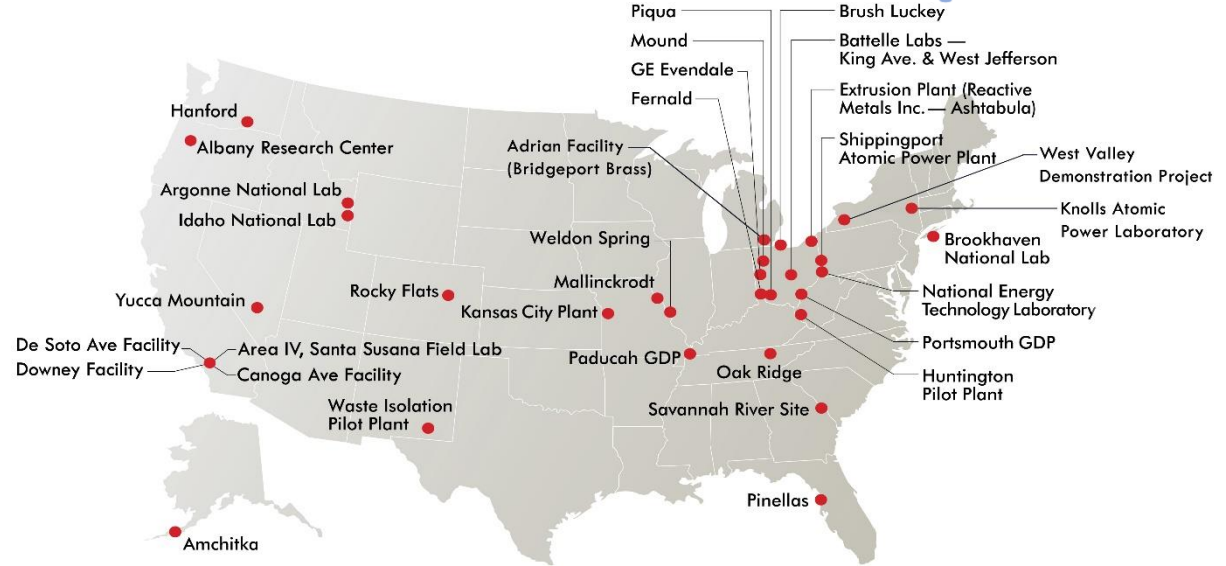 Piqua
Brush Luckey
Mound
Battelle Labs —
King Ave. & West Jefferson
GE Evendale
Fernald
Extrusion Plant (Reactive
Metals Inc. — Ashtabula)
Hanford
Albany Research Center
Adrian Facility
(Bridgeport Brass)
Shippingport
Atomic Power Plant
West Valley
Demonstration Project
Argonne National Lab
Idaho National Lab
Knolls Atomic
Power Laboratory
Weldon Spring
Brookhaven
National Lab
Mallinckrodt
Yucca Mountain
Rocky Flats
Kansas City Plant
National Energy
Technology Laboratory
De Soto Ave Facility
Downey Facility
Area IV, Santa Susana Field Lab
Canoga Ave Facility
Paducah GDP
Oak Ridge
Portsmouth GDP
Huntington
Pilot Plant
Waste Isolation
Pilot Plant
Savannah River Site
Pinellas
Amchitka